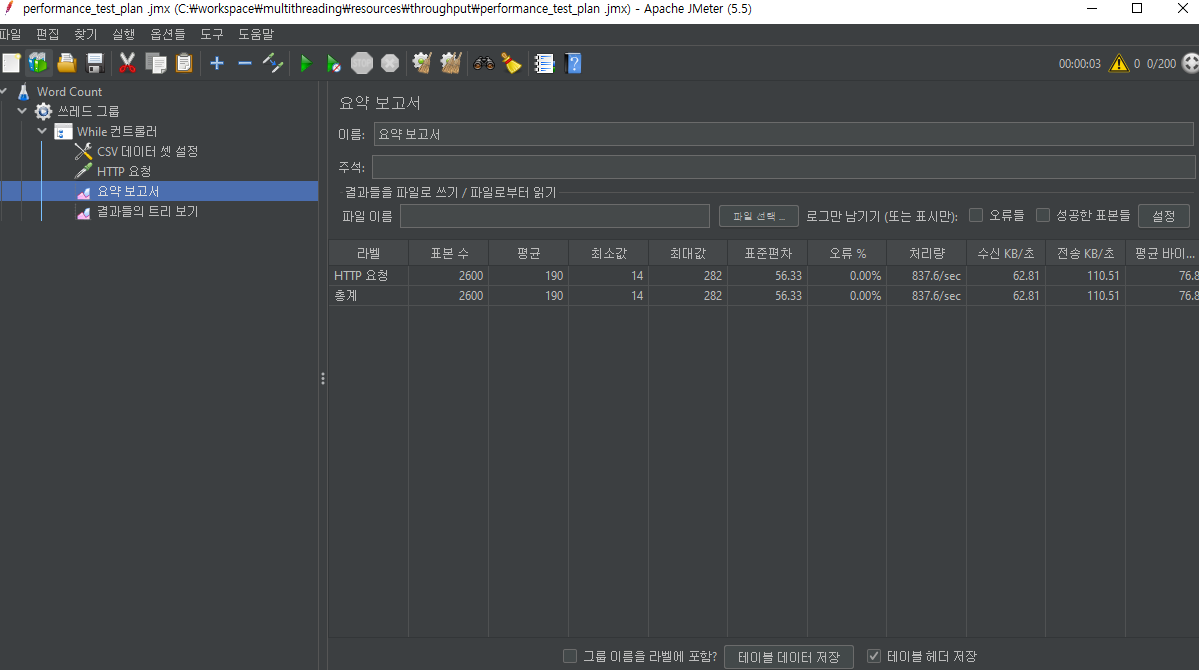 performance_test_plan .jmx (C:₩workspace₩multithreading₩resources₩throughput₩performance_test_plan .jmx) - Apache JMeter (5.5)
파일 편집 찾기 실행 옵션들 도구 도움말
STOP 00:00:03 0 0/200
Word Count
쓰레드 그룹
While 컨트롤러
CSV 데이터 셋 설정
HTTP 요청
요약 보고서
결과들의 트리 보기
요약 보고서
이름: 요약 보고서
주석:
결과들을 파일로 쓰기 / 파일로부터 읽기
파일 이름 파일 선택 ... 로그만 남기기 (또는 표시만): 오류들 성공한 표본들 설정
라벨 표본 수 평균 최소값 최대값 표준편차 오류 % 처리량 수신 KB/초 전송 KB/초 평균 바이...
HTTP 요청 2600 190 14 282 56.33 0.00% 837.6/sec 62.81 110.51 76.8
총계 2600 190 14 282 56.33 0.00% 837.6/sec 62.81 110.51 76.8
그룹 이름을 라벨에 포함? 테이블 데이터 저장 테이블 헤더 저장